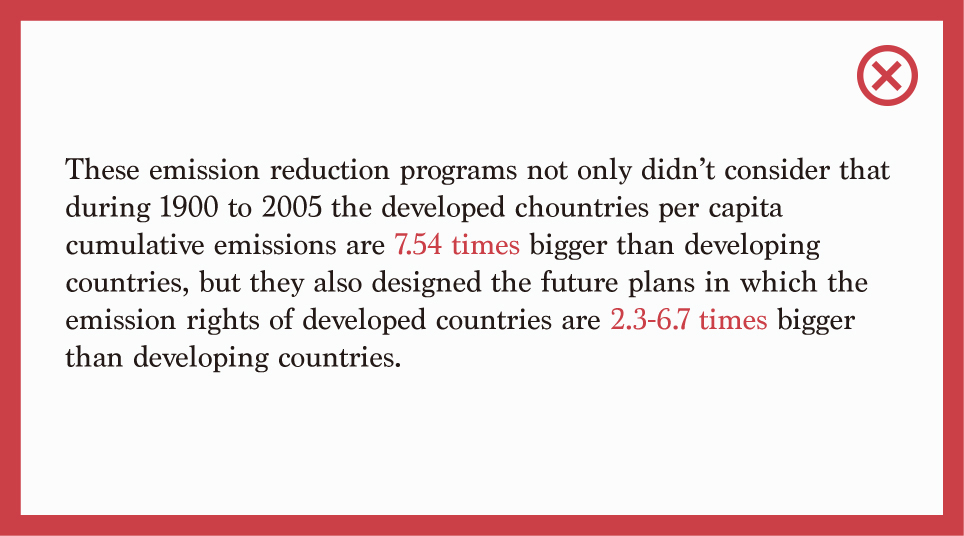 These emission reduction programs not only didn’t consider that
during 1900 to 2005 the developed chountries per capita
cumulative emissions are 7.54 times bigger than developing
countries, but they also designed the future plans in which the
emission rights of developed countries are 2.3-6.7 times bigger
than developing countries.